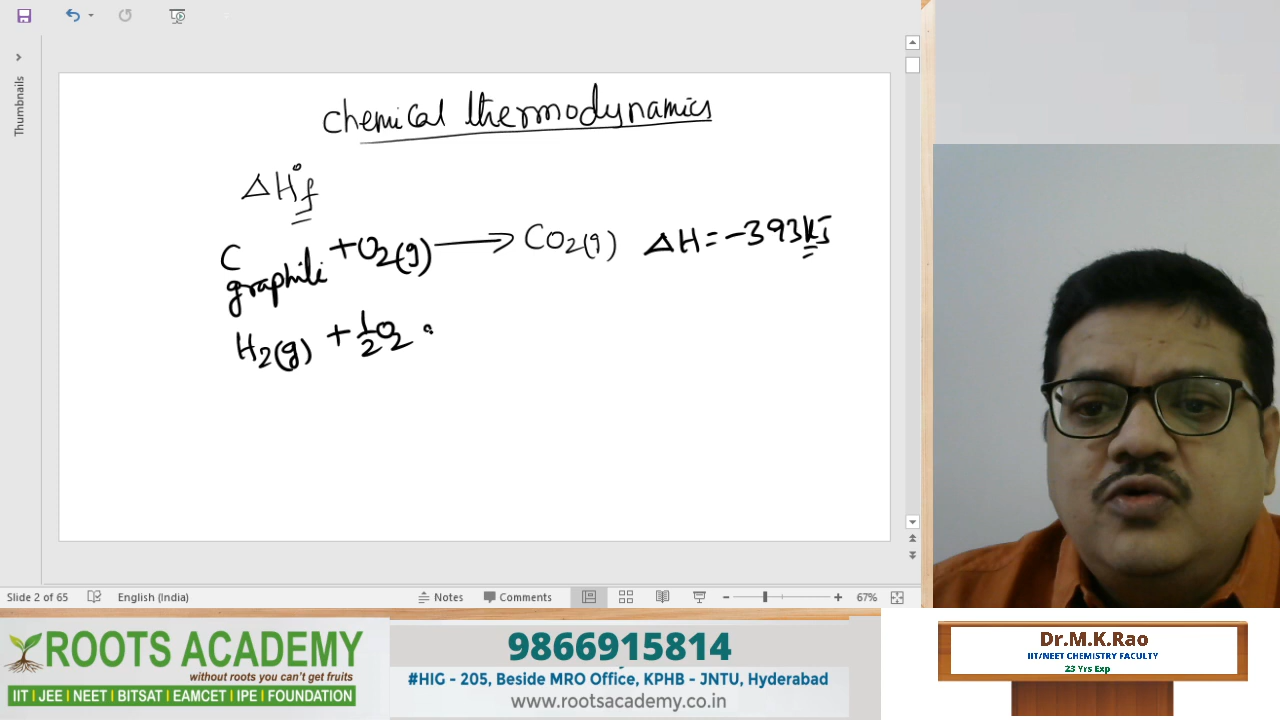 Thumbnails
chemical thermodynamics
ΔH°f
C + O2(g) ⟶ CO2(g) ΔH = -393kJ
graphite
H2(g) + 1/2 O2
Slide 2 of 65 English (India) Notes Comments 67%
ROOTS ACADEMY
without roots you can't get fruits
IIT I JEE I NEET I BITSAT I EAMCET I IPE I FOUNDATION
9866915814
#HIG - 205, Beside MRO Office, KPHB - JNTU, Hyderabad
www.rootsacademy.co.in
Dr.M.K.Rao
IIT/NEET CHEMISTRY FACULTY
23 Yrs Exp